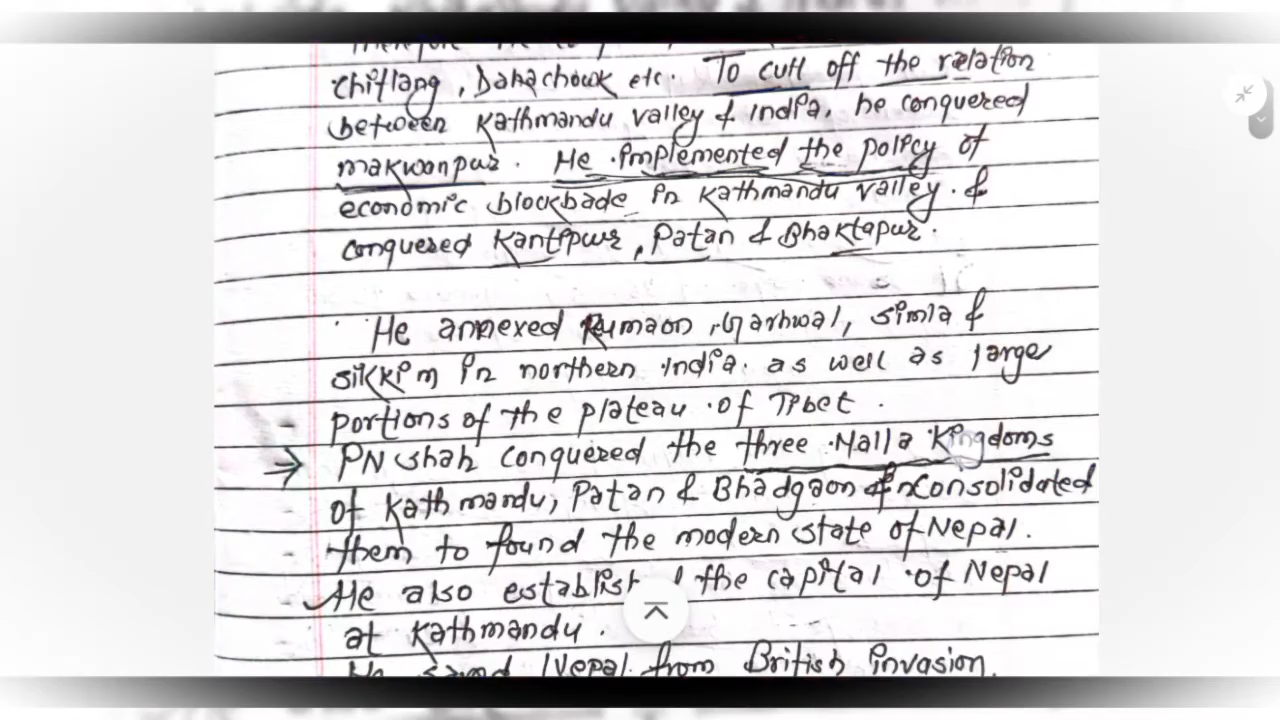 Chitlang, Dahachowk etc. To cutt off the relation
between Kathmandu valley & India, he conquered
makwanpur. He implemented the policy of
economic blockbade in Kathmandu valley. &
conquered Kantipur, Patan & Bhaktapur.
He annexed Kumaon, Garhwal, Simla &
sikkim in northern India. as well as large
portions of the plateau of Tibet.
→ PN shah conquered the three Malla Kingdoms
of Kathmandu, Patan & Bhadgaon & consolidated
them to found the modern state of Nepal.
He also the capital of Nepal
at Kathmandu.
Nepal from British invasion.